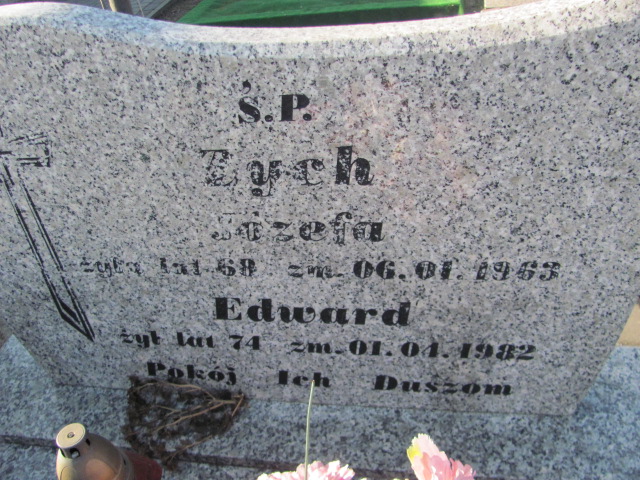 Ś.P.
Zych
Józefa
żyła lat 68 zm. 06.01.1963
Edward
żył lat 74 zm. 01.04.1982
Pokój Ich Duszom